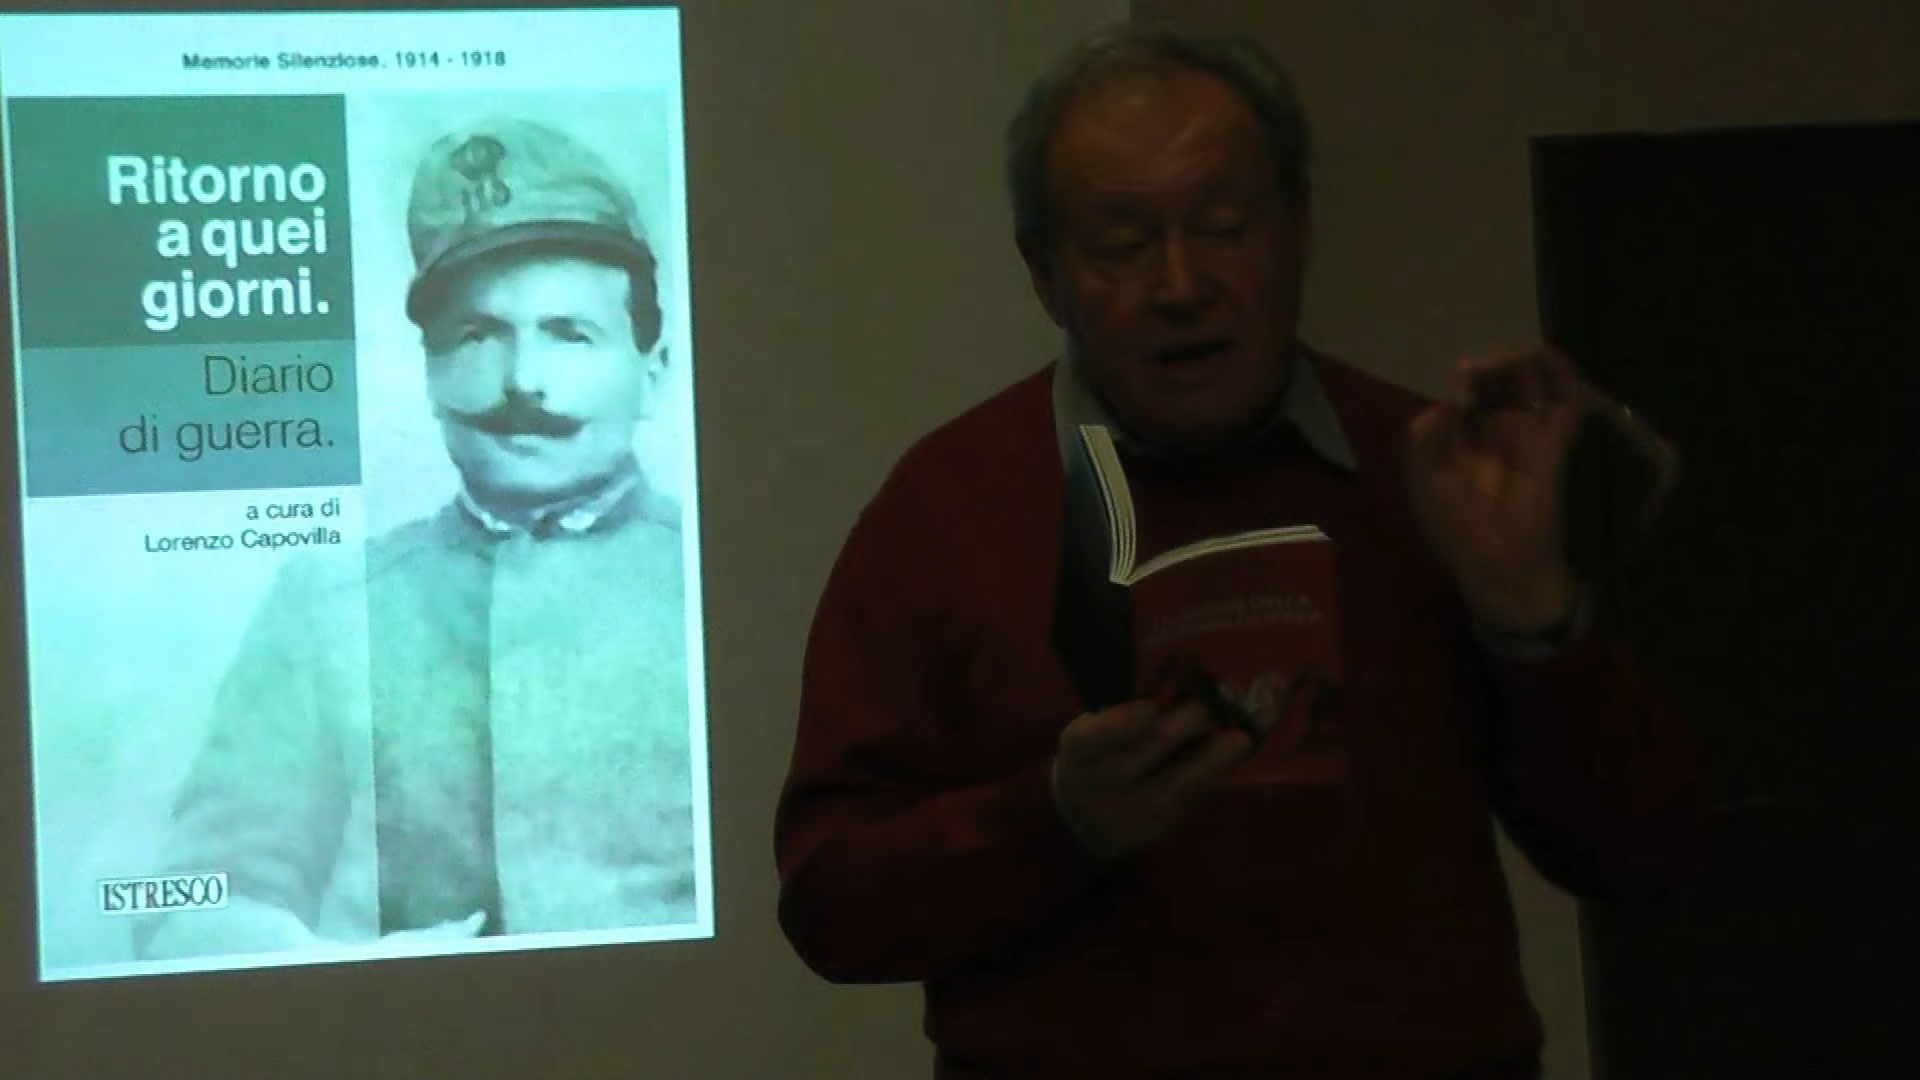 Memorie Silenziose, 1914 - 1918
Ritorno
a quei
giorni.
Diario
di guerra.
a cura di
Lorenzo Capovilla
ISTRESCO